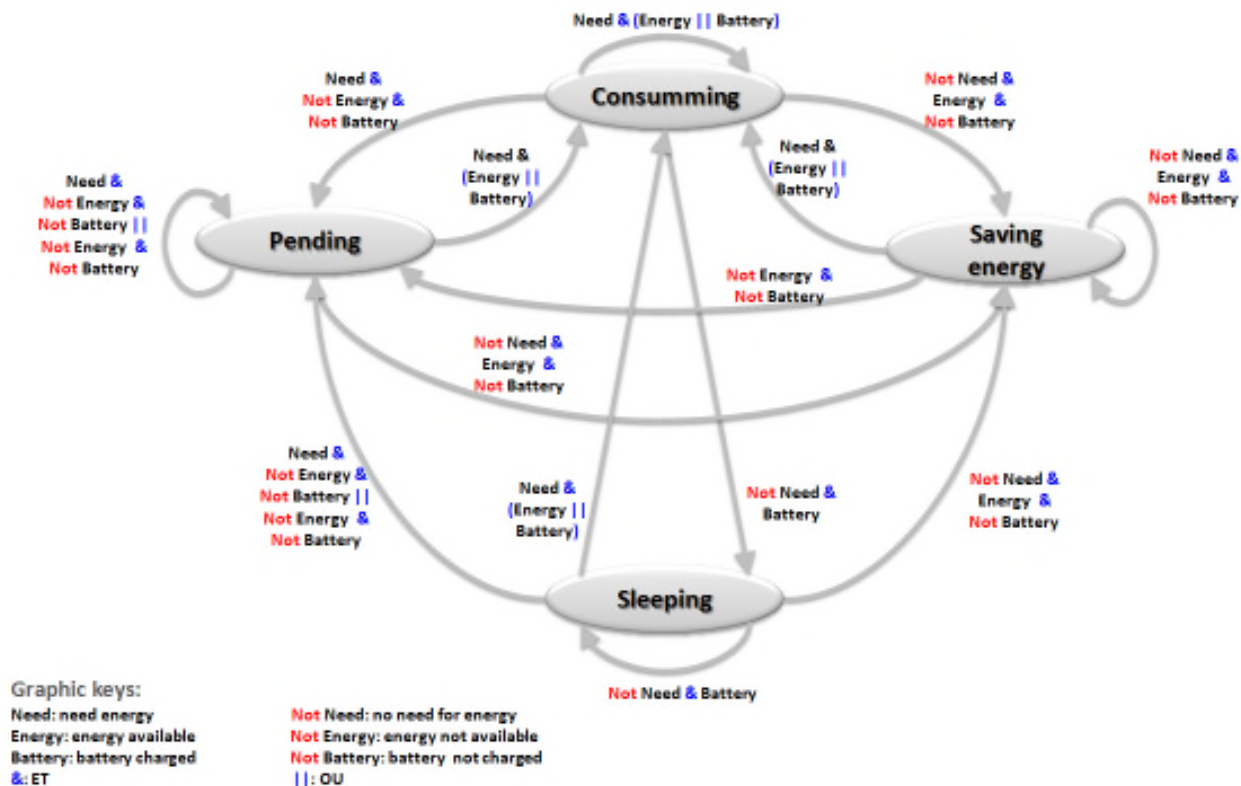 Need & (Energy || Battery)
Consumming
Need &
Not Energy &
Not Battery
Not Need &
Energy &
Not Battery
Need &
(Energy ||
Battery)
Need &
(Energy ||
Battery)
Not Need &
Energy &
Not Battery
Need &
Not Energy &
Not Battery ||
Not Energy &
Not Battery
Pending
Saving
energy
Not Energy &
Not Battery
Not Need &
Energy &
Not Battery
Need &
Not Energy &
Not Battery ||
Not Energy &
Not Battery
Need &
(Energy ||
Battery)
Not Need &
Battery
Not Need &
Energy &
Not Battery
Sleeping
Not Need & Battery
Graphic keys:
Need: need energy
Energy: energy available
Battery: battery charged
&: ET
Not Need: no need for energy
Not Energy: energy not available
Not Battery: battery not charged
||: OU